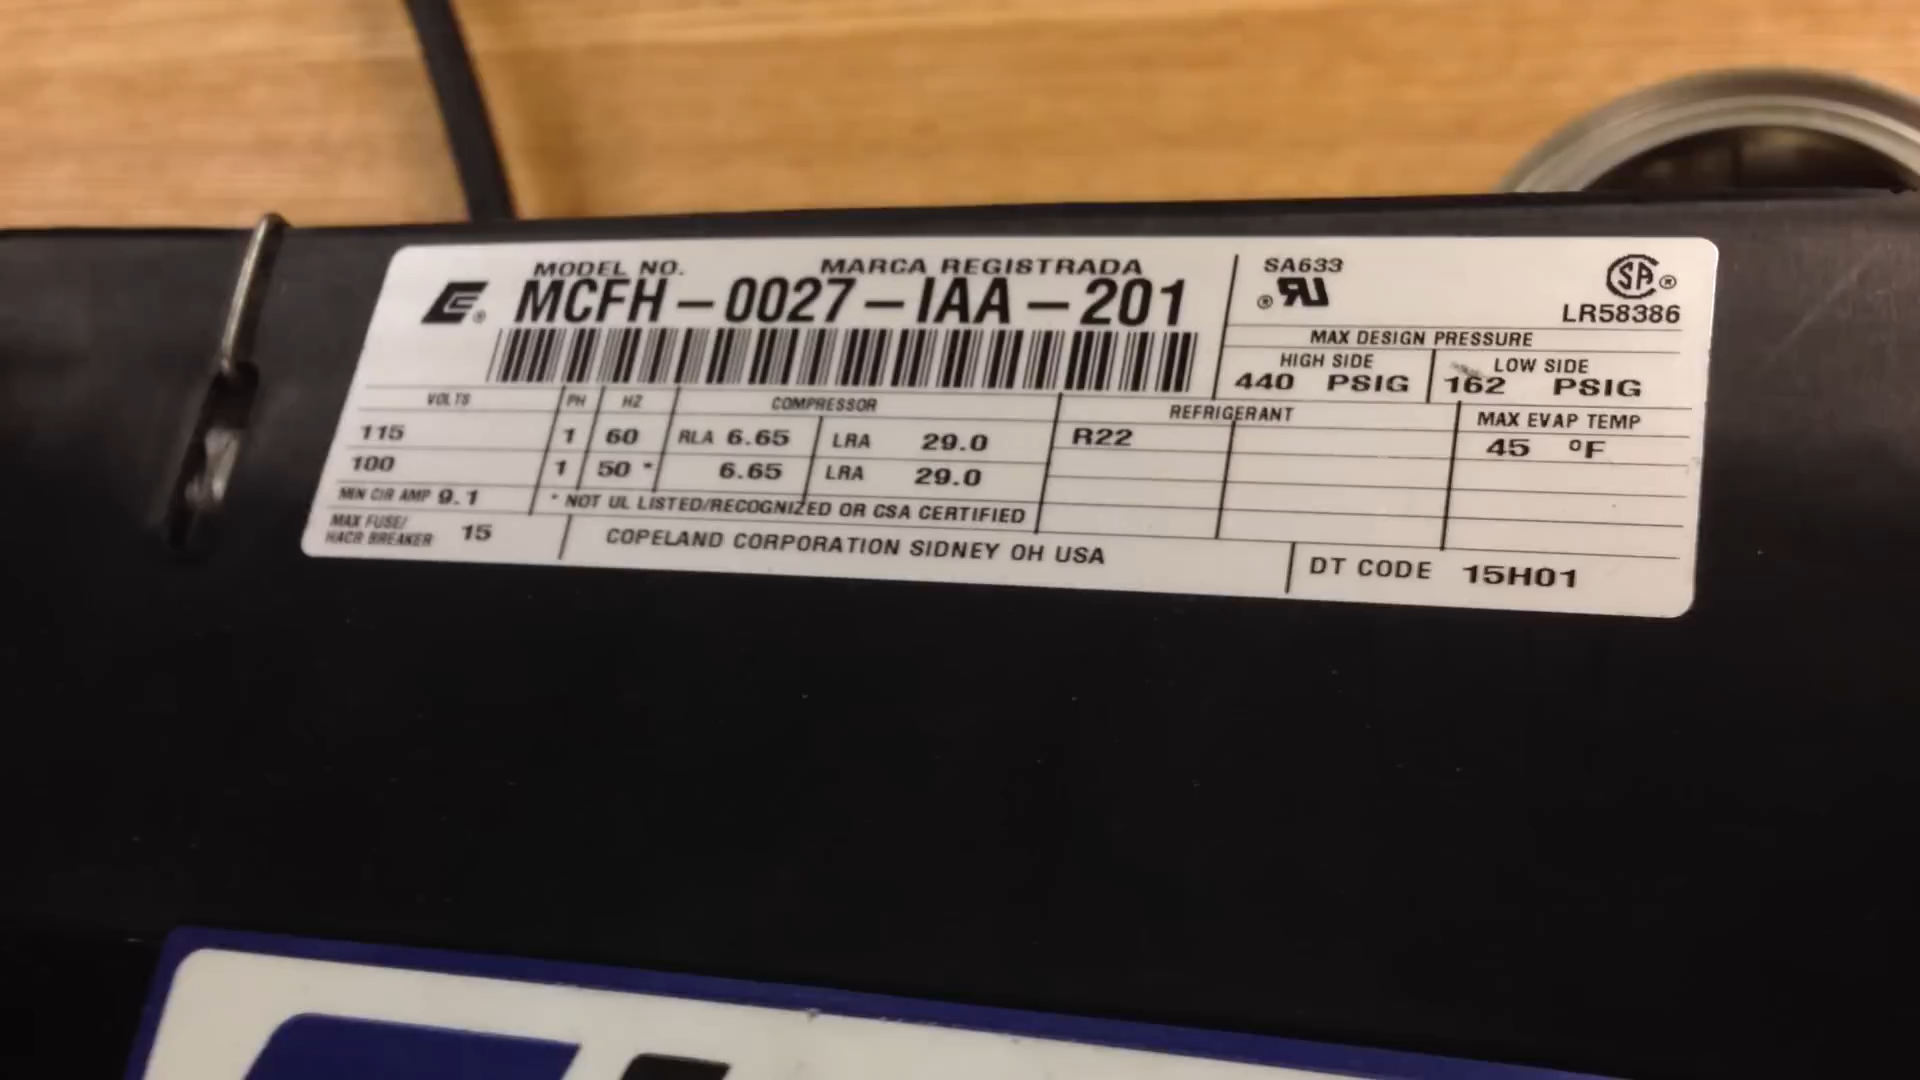 MODEL NO. MARCA REGISTRADA
MCFH-0027-IAA-201
SA633
LR58386
MAX DESIGN PRESSURE
HIGH SIDE LOW SIDE
440 PSIG 162 PSIG
VOLTS PH HZ COMPRESSOR REFRIGERANT MAX EVAP TEMP
115 1 60 RLA 6.65 LRA 29.0 R22 45 °F
100 1 50 * 6.65 LRA 29.0
MIN CIR AMP 9.1 * NOT UL LISTED/RECOGNIZED OR CSA CERTIFIED
MAX FUSE/
HACR BREAKER 15 COPELAND CORPORATION SIDNEY OH USA DT CODE 15H01